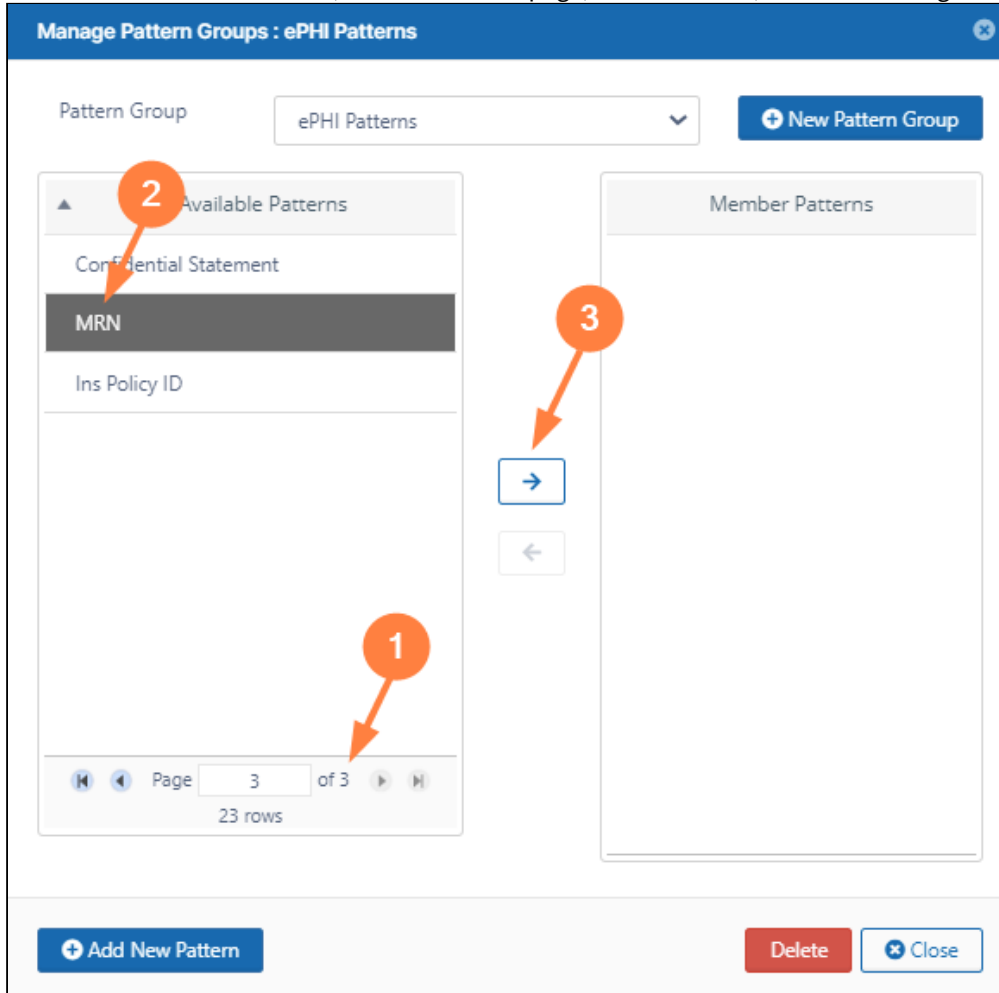 Manage Pattern Groups : ePHI Patterns
Pattern Group
ePHI Patterns
New Pattern Group
2
Available Patterns
Member Patterns
Confidential Statement
MRN
3
Ins Policy ID
1
Page 3 of 3
23 rows
Add New Pattern
Delete
Close